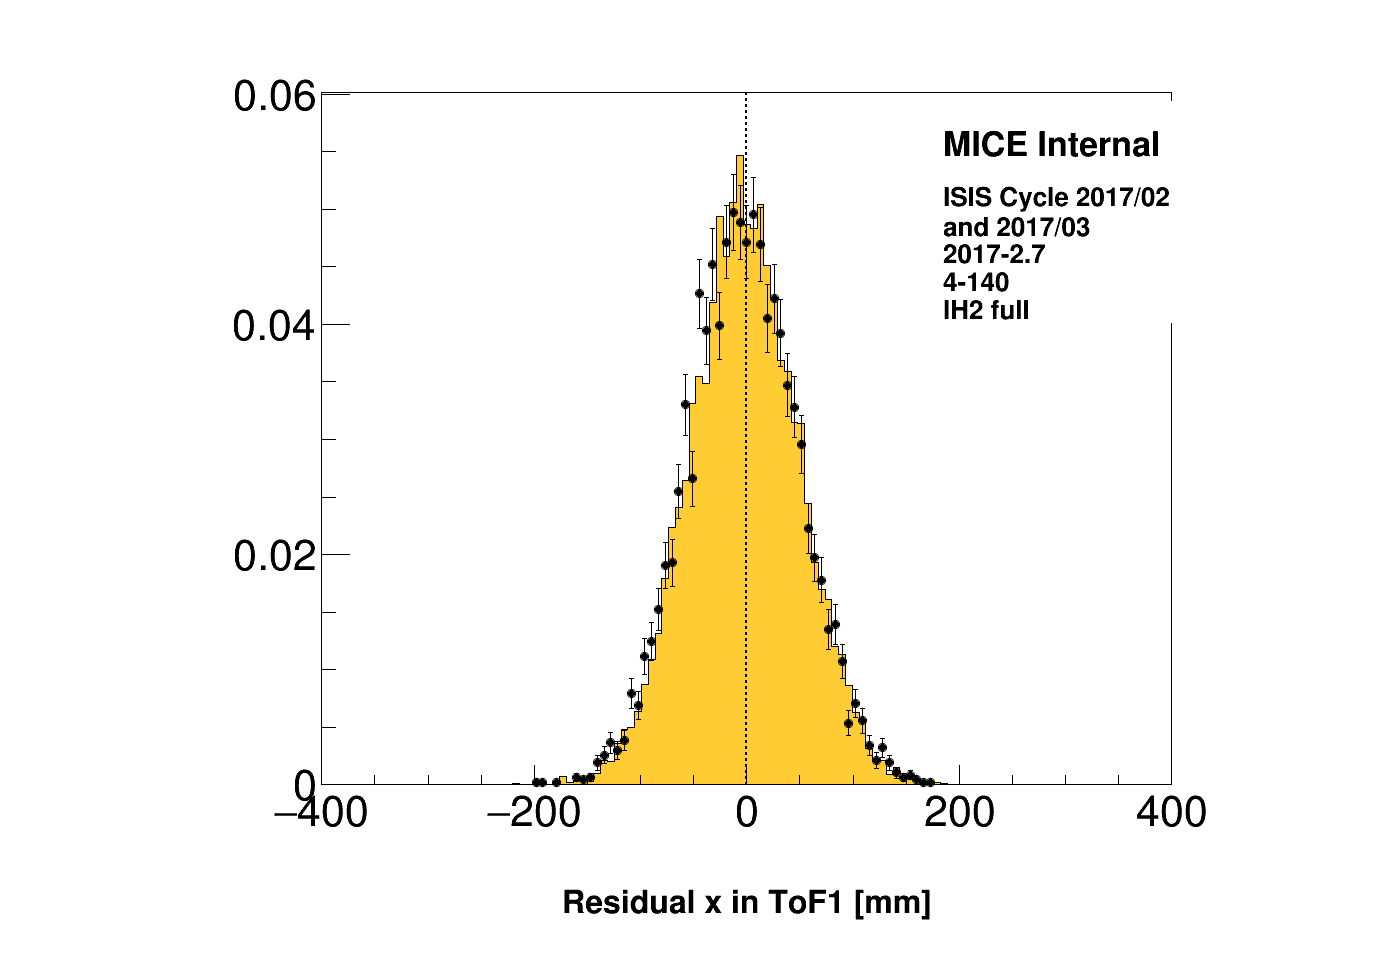 0.06
0.04
0.02
0
−400
−200
0
200
400
MICE Internal
ISIS Cycle 2017/02
and 2017/03
2017-2.7
4-140
IH2 full
Residual x in ToF1 [mm]